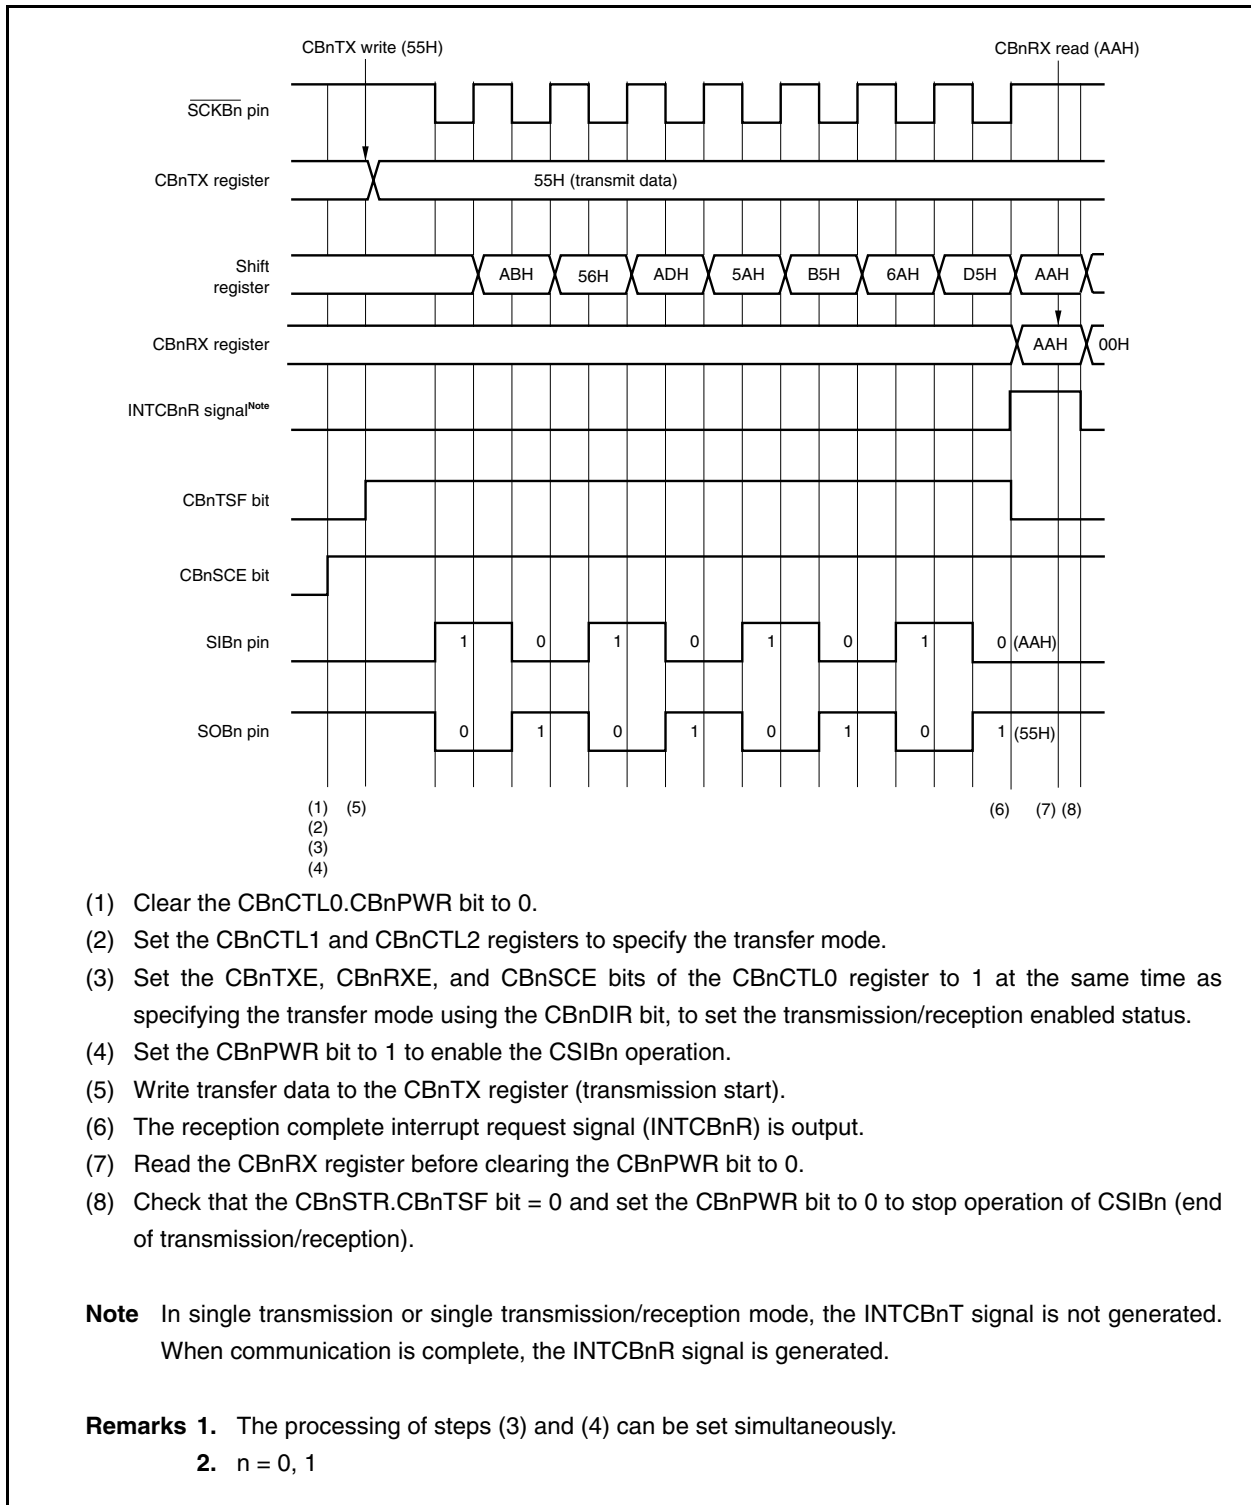 CBnTX write (55H)
CBnRX read (AAH)
SCKBn pin
CBnTX register
55H (transmit data)
Shift
register
ABH 56H ADH 5AH B5H 6AH D5H AAH
CBnRX register
AAH 00H
INTCBnR signalNote
CBnTSF bit
CBnSCE bit
SIBn pin
1 0 1 0 1 0 1 0 (AAH)
SOBn pin
0 1 0 1 0 1 0 1 (55H)
(1) (5) (6) (7) (8)
(2)
(3)
(4)
(1) Clear the CBnCTL0.CBnPWR bit to 0.
(2) Set the CBnCTL1 and CBnCTL2 registers to specify the transfer mode.
(3) Set the CBnTXE, CBnRXE, and CBnSCE bits of the CBnCTL0 register to 1 at the same time as
specifying the transfer mode using the CBnDIR bit, to set the transmission/reception enabled status.
(4) Set the CBnPWR bit to 1 to enable the CSIBn operation.
(5) Write transfer data to the CBnTX register (transmission start).
(6) The reception complete interrupt request signal (INTCBnR) is output.
(7) Read the CBnRX register before clearing the CBnPWR bit to 0.
(8) Check that the CBnSTR.CBnTSF bit = 0 and set the CBnPWR bit to 0 to stop operation of CSIBn (end
of transmission/reception).
Note In single transmission or single transmission/reception mode, the INTCBnT signal is not generated.
When communication is complete, the INTCBnR signal is generated.
Remarks 1. The processing of steps (3) and (4) can be set simultaneously.
2. n = 0, 1